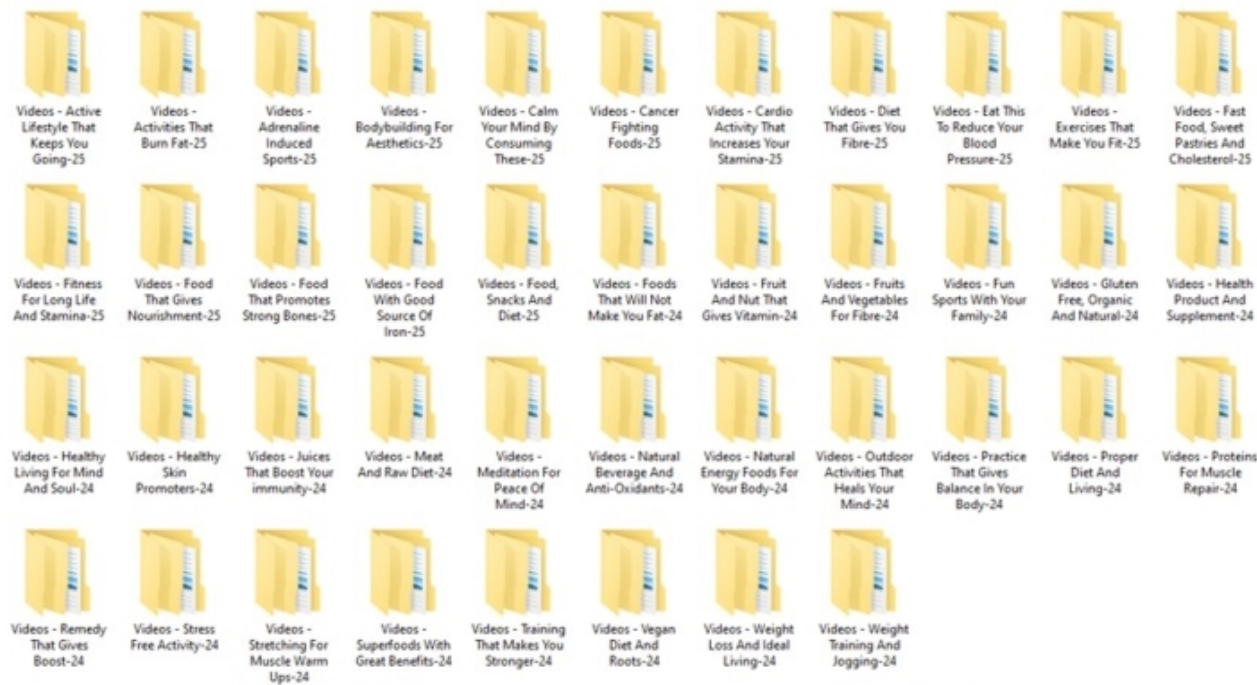 Videos - Active
Lifestyle That
Keeps You
Going-25
Videos -
Activities That
Burn Fat-25
Videos -
Adrenaline
Induced
Sports-25
Videos -
Bodybuilding For
Aesthetics-25
Videos - Calm
Your Mind By
Consuming
These-25
Videos - Cancer
Fighting
Foods-25
Videos - Cardio
Activity That
Increases Your
Stamina-25
Videos - Diet
That Gives You
Fibre-25
Videos - Eat This
To Reduce Your
Blood
Pressure-25
Videos -
Exercises That
Make You Fit-25
Videos - Fast
Food, Sweet
Pastries And
Cholesterol-25
Videos - Fitness
For Long Life
And Stamina-25
Videos - Food
That Gives
Nourishment-25
Videos - Food
That Promotes
Strong Bones-25
Videos - Food
With Good
Source Of
Iron-25
Videos - Food,
Snacks And
Diet-25
Videos - Foods
That Will Not
Make You Fat-24
Videos - Fruit
And Nut That
Gives Vitamin-24
Videos - Fruits
And Vegetables
For Fibre-24
Videos - Fun
Sports With Your
Family-24
Videos - Gluten
Free, Organic
And Natural-24
Videos - Health
Product And
Supplement-24
Videos - Healthy
Living For Mind
And Soul-24
Videos - Healthy
Skin
Promoters-24
Videos - Juices
That Boost Your
immunity-24
Videos - Meat
And Raw Diet-24
Videos -
Meditation For
Peace Of
Mind-24
Videos - Natural
Beverage And
Anti-Oxidants-24
Videos - Natural
Energy Foods For
Your Body-24
Videos - Outdoor
Activities That
Heals Your
Mind-24
Videos - Practice
That Gives
Balance In Your
Body-24
Videos - Proper
Diet And
Living-24
Videos - Proteins
For Muscle
Repair-24
Videos - Remedy
That Gives
Boost-24
Videos - Stress
Free Activity-24
Videos -
Stretching For
Muscle Warm
Ups-24
Videos -
Superfoods With
Great Benefits-24
Videos - Training
That Makes You
Stronger-24
Videos - Vegan
Diet And
Roots-24
Videos - Weight
Loss And Ideal
Living-24
Videos - Weight
Training And
Jogging-24